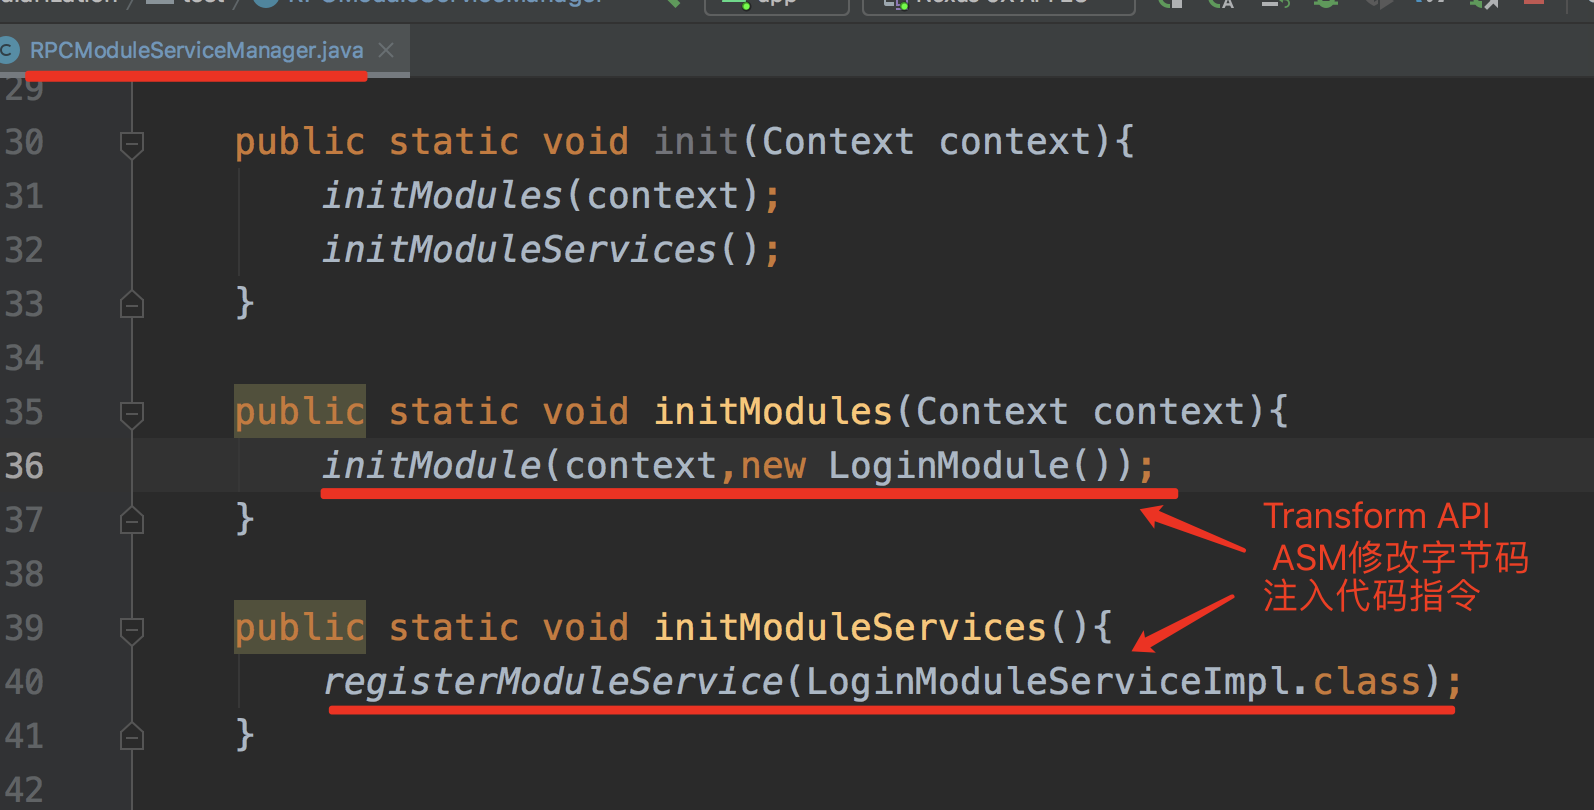 RPCModuleServiceManager.java
29
30 public static void init(Context context){
31 initModules(context);
32 initModuleServices();
33 }
34
35 public static void initModules(Context context){
36 initModule(context,new LoginModule());
37 }
Transform API
ASM修改字节码
注入代码指令
38
39 public static void initModuleServices(){
40 registerModuleService(LoginModuleServiceImpl.class);
41 }
42